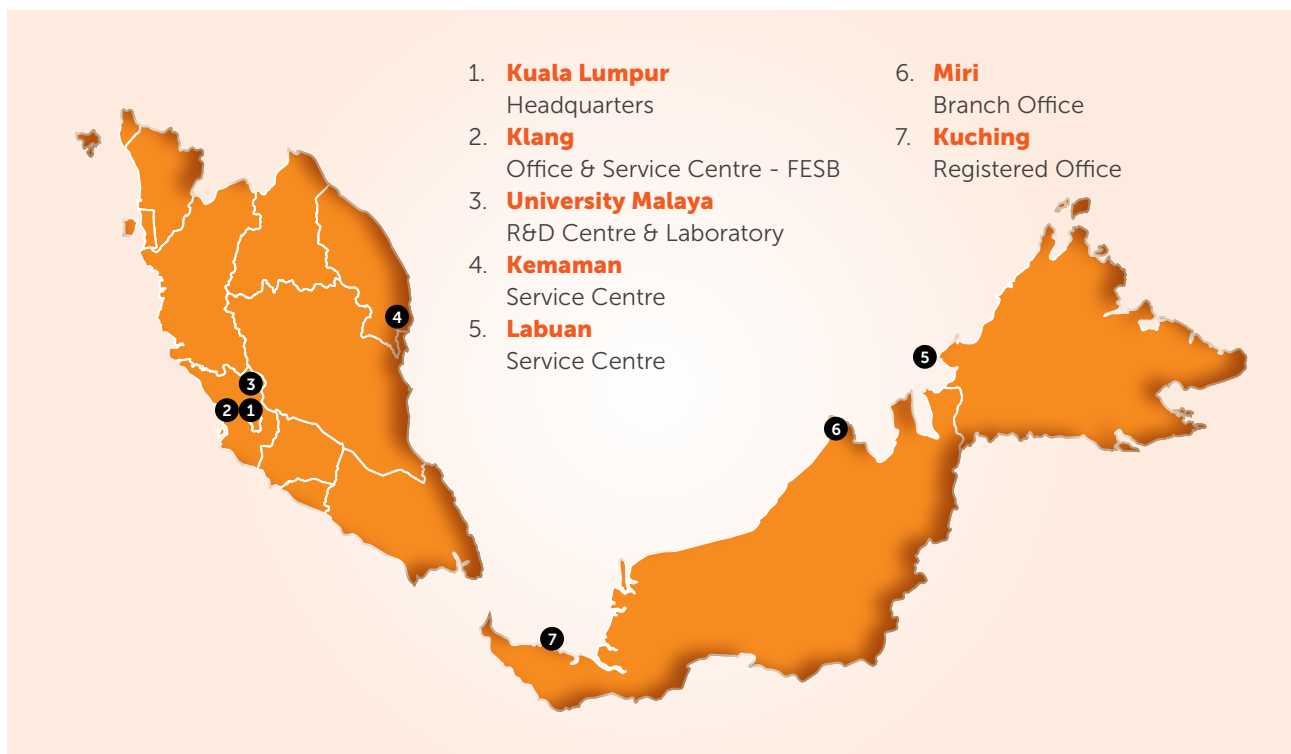 1. Kuala Lumpur
Headquarters
2. Klang
Office & Service Centre - FESB
3. University Malaya
R&D Centre & Laboratory
4. Kemaman
Service Centre
5. Labuan
Service Centre
6. Miri
Branch Office
7. Kuching
Registered Office
4
3
2
1
5
6
7